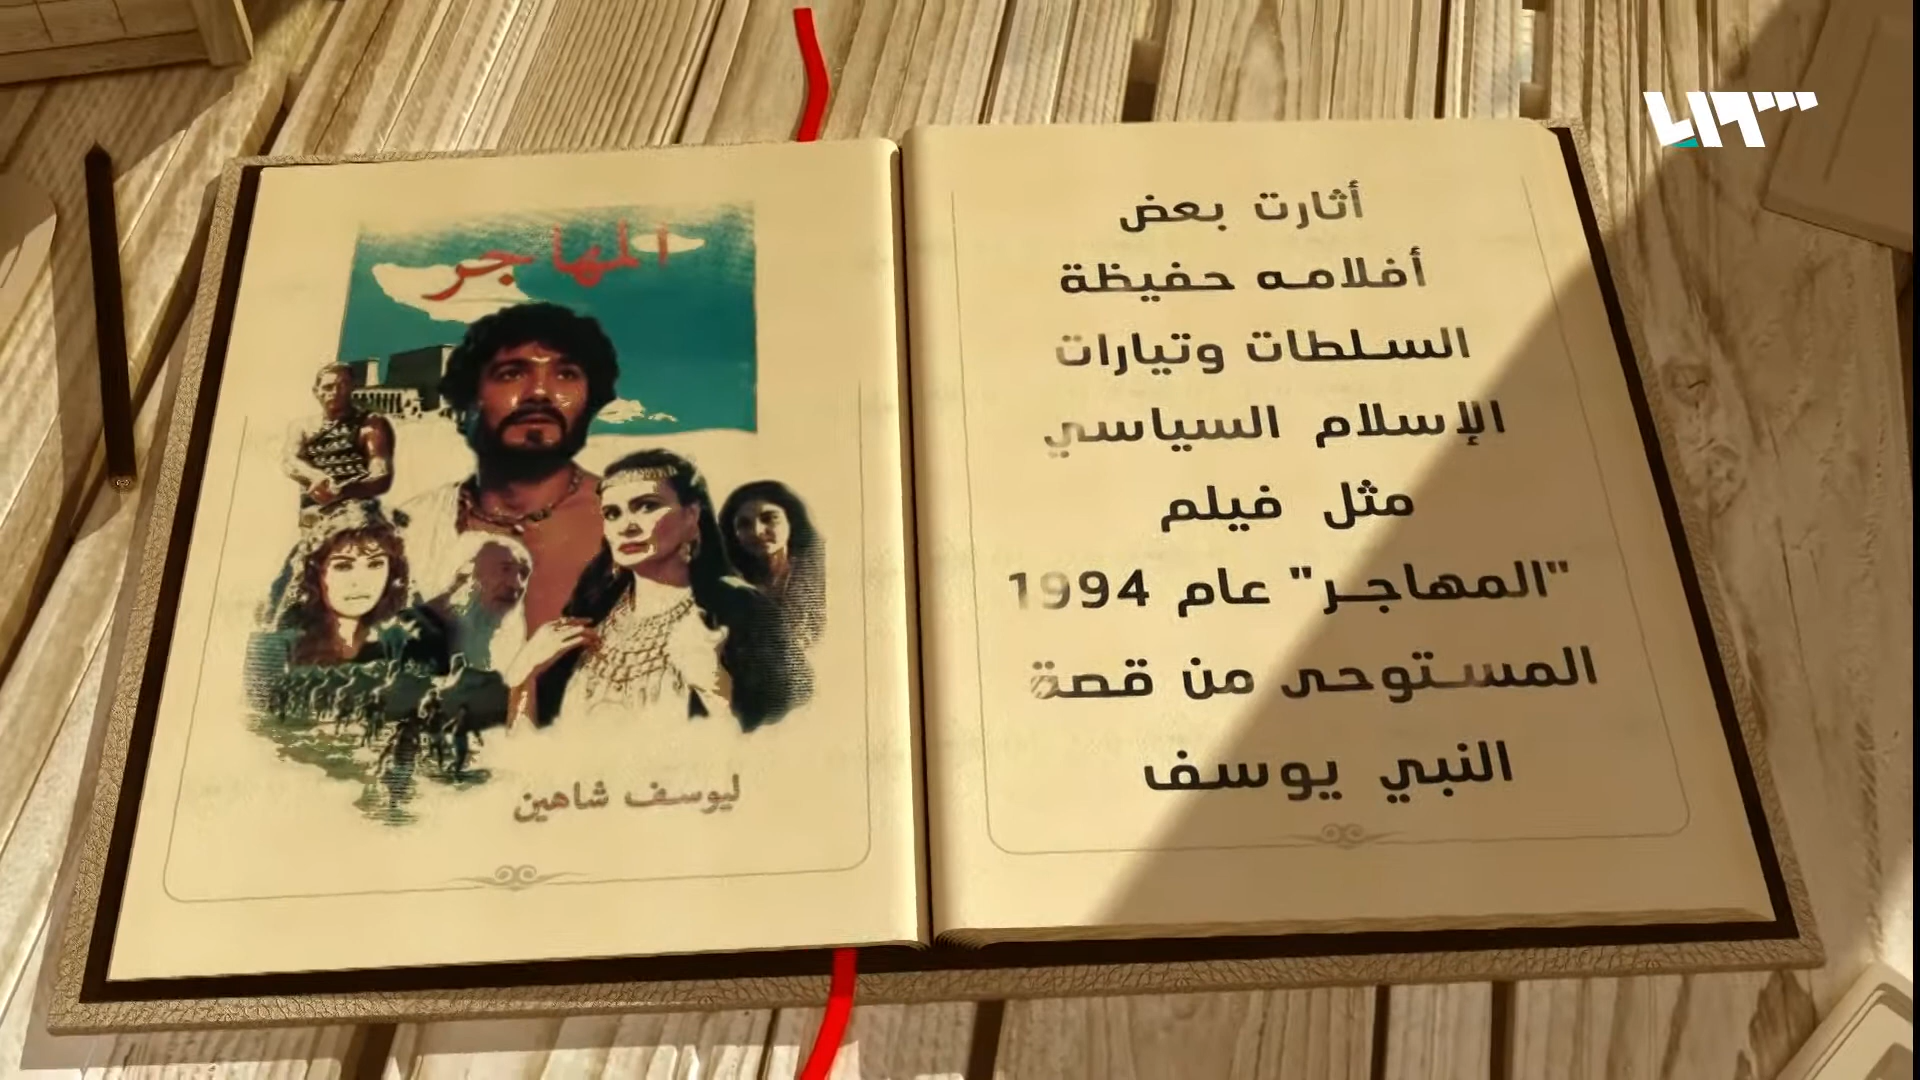 المهاجر
ليوسف شاهين
أثارت بعض
أفلامه حفيظة
السلطات وتيارات
الإسلام السياسي
مثل فيلم
"المهاجر" عام 1994
المستوحى من قصة
النبي يوسف